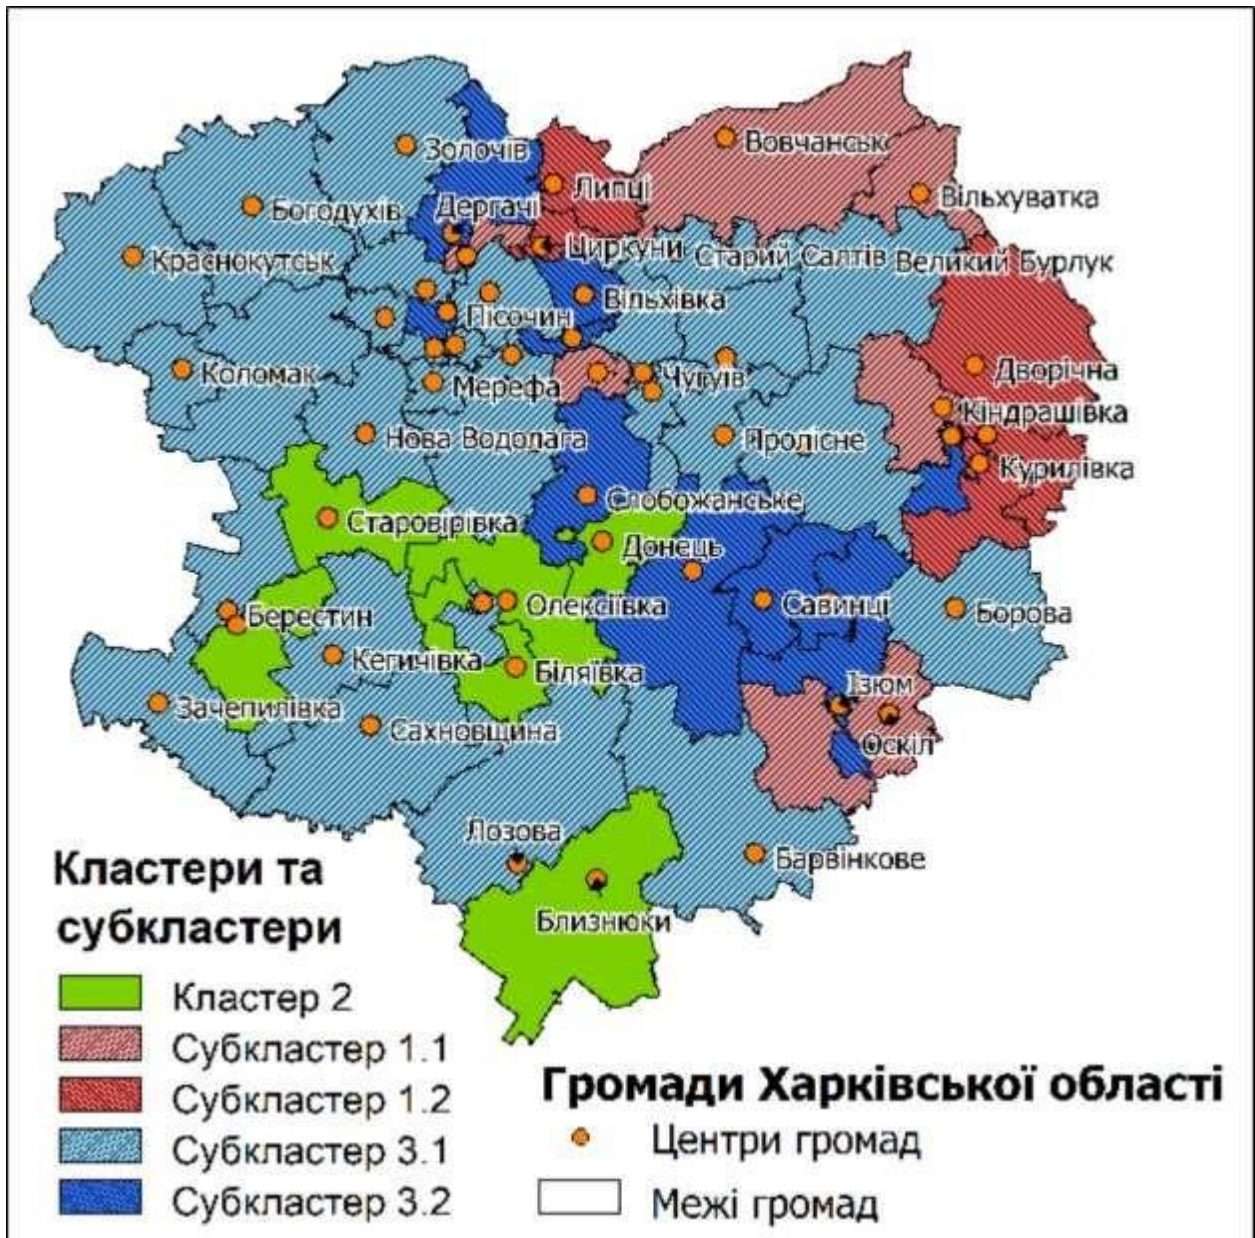 Золочів
Вовчанськ
Липці
Вільхуватка
Богодухів
Дергачі
Циркуни
Старий Салтів
Великий Бурлук
Краснокутськ
Вільхівка
Пісочин
Коломак
Мерефа
Чугуїв
Дворічна
Кіндрашівка
Нова Водолага
Пролісне
Курилівка
Слобожанське
Старовірівка
Донець
Олексіївка
Савинці
Борова
Берестин
Кегичівка
Біляївка
Ізюм
Зачепилівка
Сахновщина
Оскіл
Лозова
Барвінкове
Близнюки
Кластери та
субкластери
Кластер 2
Субкластер 1.1
Субкластер 1.2
Субкластер 3.1
Субкластер 3.2
Громади Харківської області
Центри громад
Межі громад